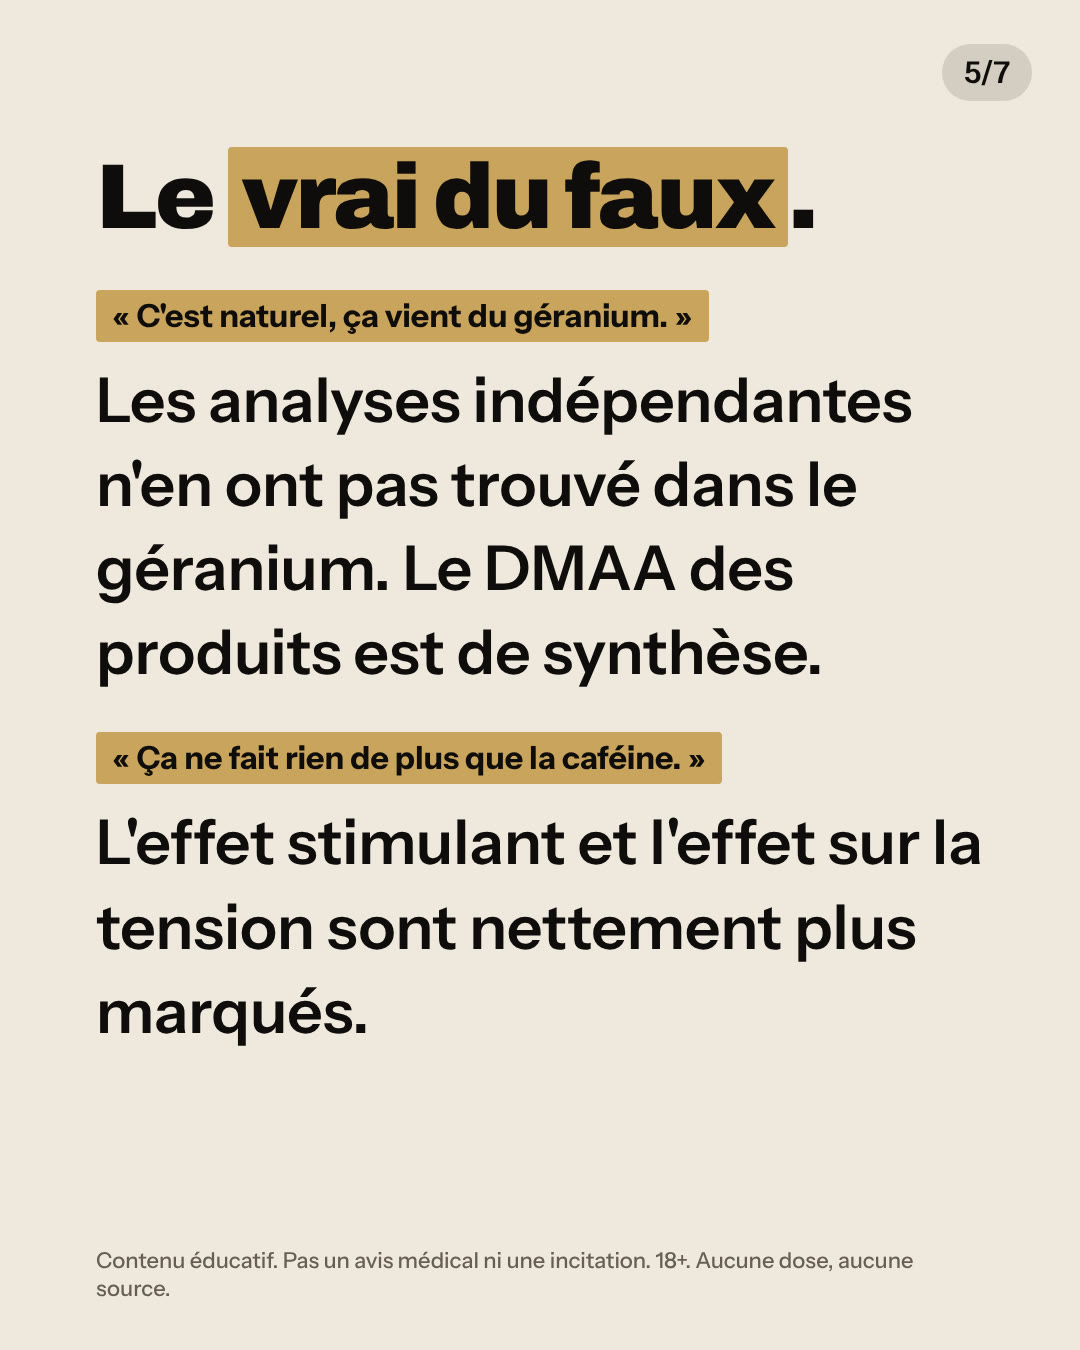 5/7
Le vrai du faux.
« C'est naturel, ça vient du géranium. »
Les analyses indépendantes
n'en ont pas trouvé dans le
géranium. Le DMAA des
produits est de synthèse.
« Ça ne fait rien de plus que la caféine. »
L'effet stimulant et l'effet sur la
tension sont nettement plus
marqués.
Contenu éducatif. Pas un avis médical ni une incitation. 18+. Aucune dose, aucune
source.